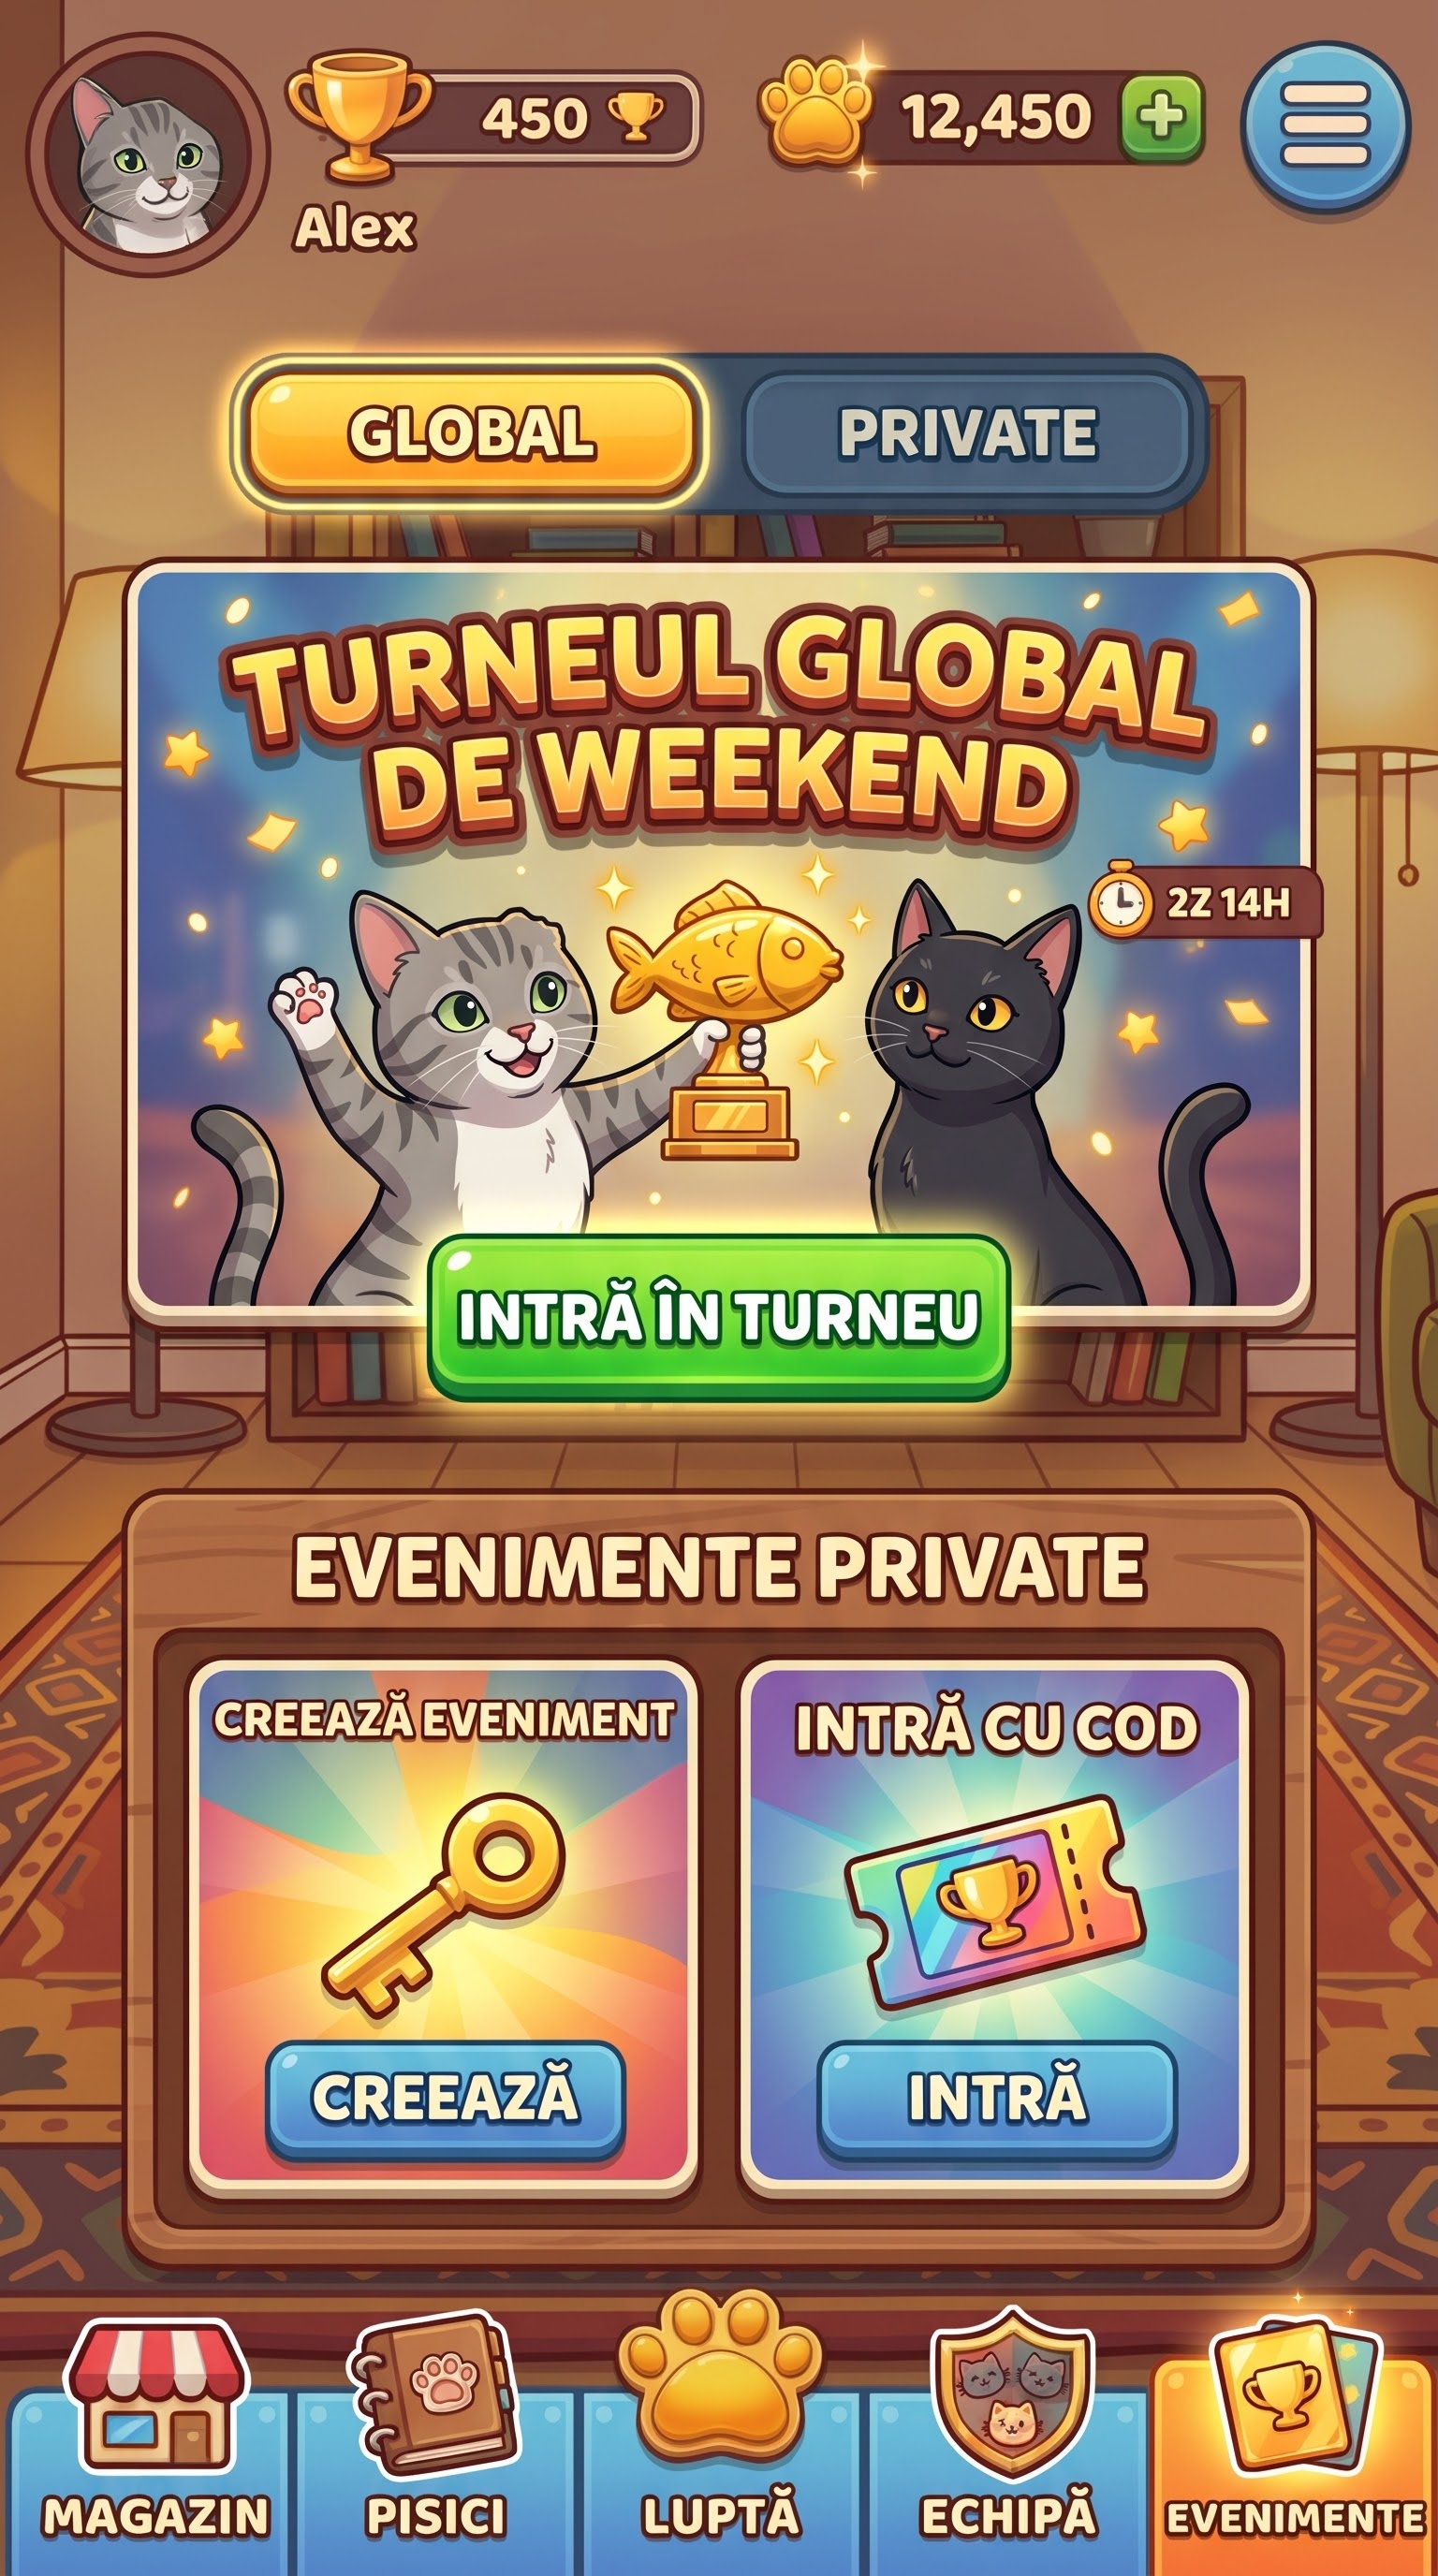 450
12,450
Alex
GLOBAL
PRIVATE
TURNEUL GLOBAL
DE WEEKEND
2Z 14H
INTRĂ ÎN TURNEU
EVENIMENTE PRIVATE
CREEAZĂ EVENIMENT
INTRĂ CU COD
CREEAZĂ
INTRĂ
MAGAZIN
PISICI
LUPTĂ
ECHIPĂ
EVENIMENTE